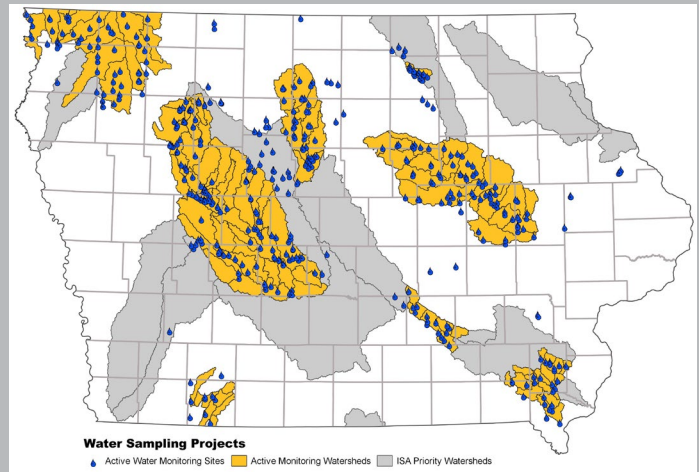 Water Sampling Projects
Active Water Monitoring Sites Active Monitoring Watersheds ISA Priority Watersheds